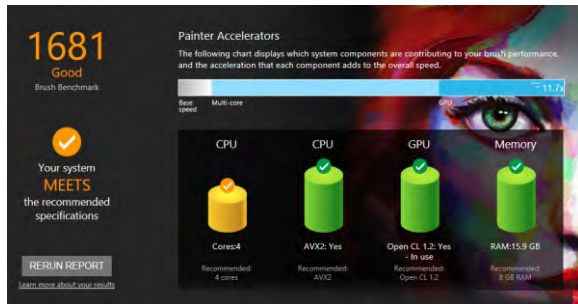 1681
Good
Brush Benchmark
Your system
MEETS
the recommended
specifications
RERUN REPORT
Learn more about your results
Painter Accelerators
The following chart displays which system components are contributing to your brush performance,
and the acceleration that each component adds to the overall speed.
11.7x
Base
speed
Multi-core
GPU
CPU
Cores:4
Recommended:
4 cores
CPU
AVX2: Yes
Recommended:
AVX2
GPU
Open CL 1.2: Yes
- In use
Recommended:
Open CL 1.2
Memory
RAM:15.9 GB
Recommended:
8 GB RAM